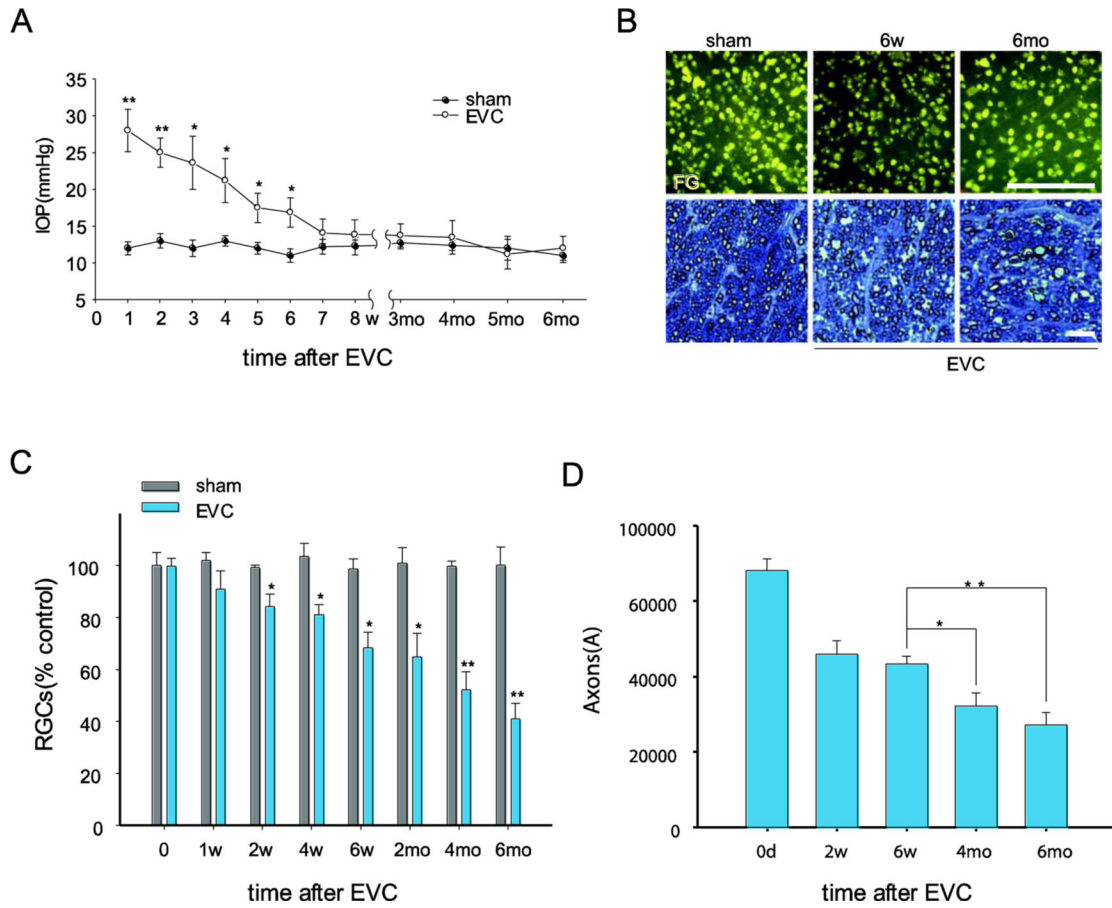 A
35
30
25
20
15
10
5
IOP(mmHg)
** ** * * * *
sham
EVC
0 1 2 3 4 5 6 7 8 w 3mo 4mo 5mo 6mo
time after EVC
B
sham 6w 6mo
FG
EVC
C
sham
EVC
100
80
60
40
20
0
RGCs(% control)
* * * * ** **
0 1w 2w 4w 6w 2mo 4mo 6mo
time after EVC
D
100000
80000
60000
40000
20000
0
Axons(A)
* *
*
0d 2w 6w 4mo 6mo
time after EVC